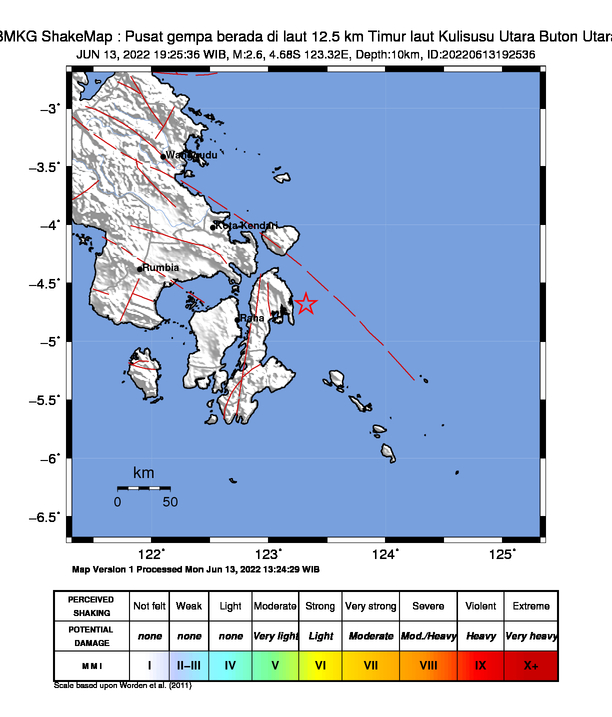 BMKG ShakeMap : Pusat gempa berada di laut 12.5 km Timur laut Kulisusu Utara Buton Utara
JUN 13, 2022 19:25:36 WIB, M:2.6, 4.68S 123.32E, Depth:10km, ID:20220613192536
-3°
-3.5°
-4°
-4.5°
-5°
-5.5°
-6°
-6.5°
Kota Kendari
Rumbia
Raha
km
0 50
122° 123° 124° 125°
Map Version 1 Processed Mon Jun 13, 2022 13:24:29 WIB
PERCEIVED SHAKING Not felt Weak Light Moderate Strong Very strong Severe Violent Extreme
POTENTIAL DAMAGE none none none Very light Light Moderate Mod./Heavy Heavy Very heavy
MMI I II-III IV V VI VII VIII IX X+
Scale based upon Worden et al. (2011)